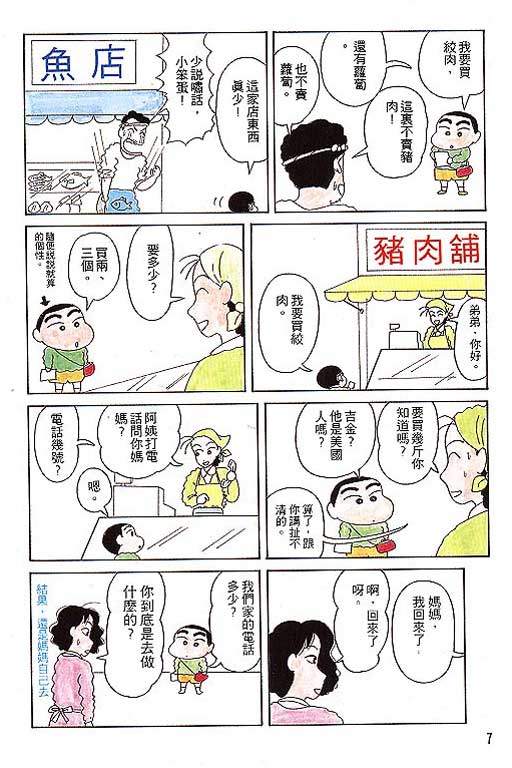 我要買
絞肉、
這裏不賣豬
肉！
還有蘿蔔
。
也不賣
蘿蔔。
魚店
這家店東西
眞少！
少説噓話，
小笨蛋！
豬肉舖
弟弟，你好。
我要買絞
肉。
要多少？
買兩、
三個。
隨便説説就算
的個性。
要買幾斤你
知道嗎？
吉金？
他是美國
人嗎？
算了，跟
你講扯不
清的。
阿姨打電
話問你媽
媽？
嗯。
電話幾號？
媽媽，
我回來了。
啊，回來了
呀。
我們家的電話
多少？
你到底是去做
什麼的？
結果，還是媽媽自己去
7